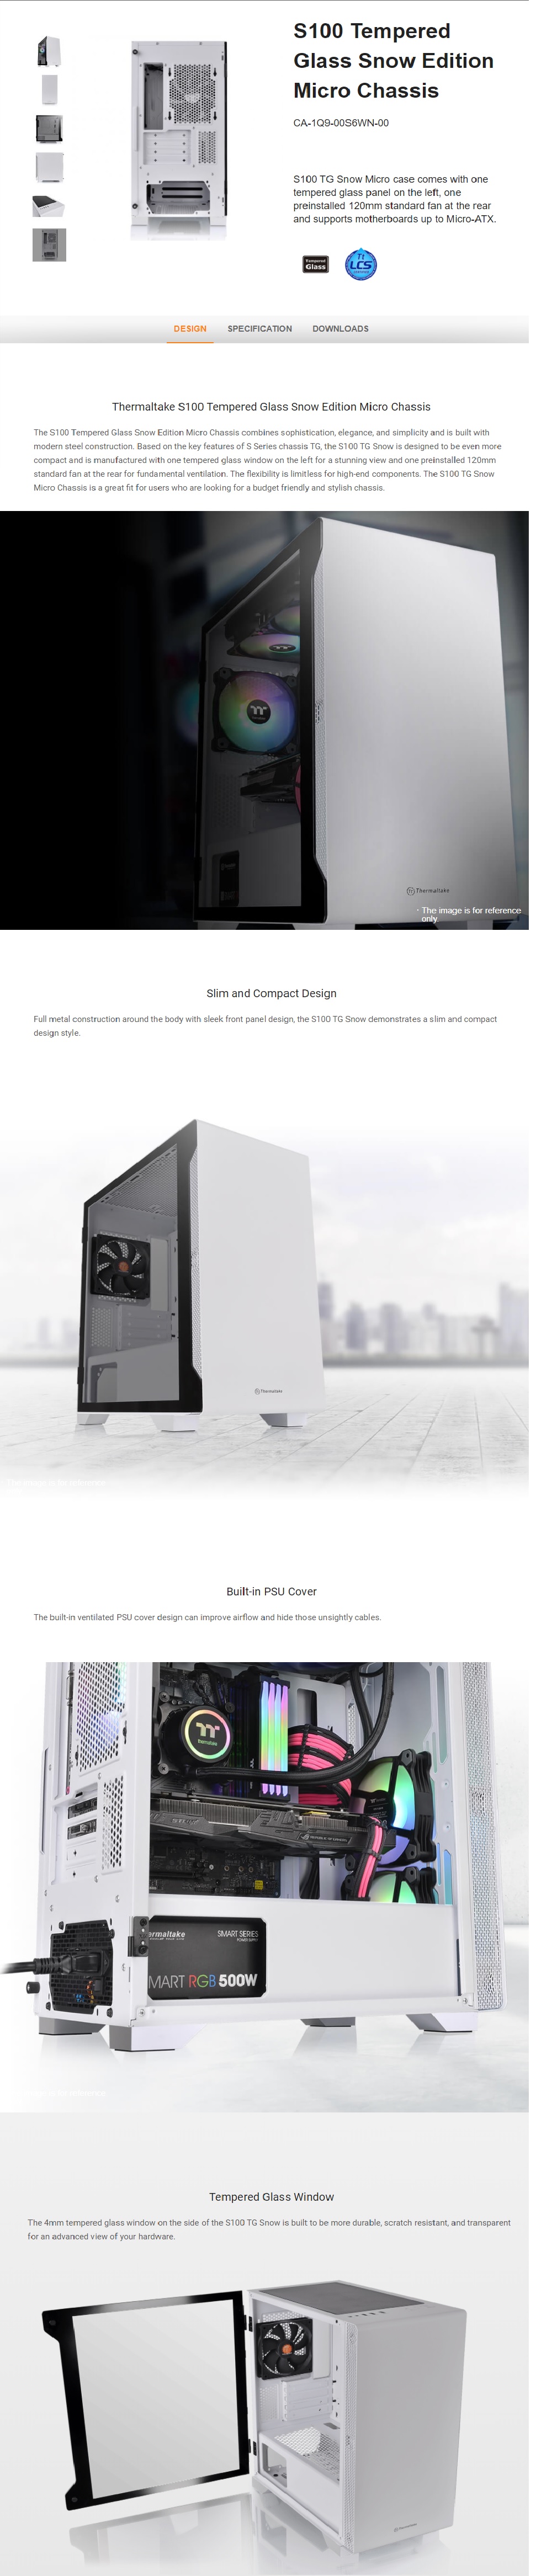 S100 Tempered
Glass Snow Edition
Micro Chassis
CA-1Q9-00S6WN-00
S100 TG Snow Micro case comes with one
tempered glass panel on the left, one
preinstalled 120mm standard fan at the rear
and supports motherboards up to Micro-ATX.
Tempered
Glass
Tt
LCS
DESIGN
SPECIFICATION
DOWNLOADS
Thermaltake S100 Tempered Glass Snow Edition Micro Chassis
The S100 Tempered Glass Snow Edition Micro Chassis combines sophistication, elegance, and simplicity and is built with
modern steel construction. Based on the key features of S Series chassis TG, the S100 TG Snow is designed to be even more
compact and is manufactured with one tempered glass window on the left for a stunning view and one preinstalled 120mm
standard fan at the rear for fundamental ventilation. The flexibility is limitless for high-end components. The S100 TG Snow
Micro Chassis is a great fit for users who are looking for a budget friendly and stylish chassis.
Thermaltake
· The image is for reference
only.
Slim and Compact Design
Full metal construction around the body with sleek front panel design, the S100 TG Snow demonstrates a slim and compact
design style.
Thermaltake
Built-in PSU Cover
The built-in ventilated PSU cover design can improve airflow and hide those unsightly cables.
thermaltake
REPUBLIC OF GAMERS
ermaltake
SMART SERIES
POWER SUPPLY
MART RGB 500W
Tempered Glass Window
The 4mm tempered glass window on the side of the S100 TG Snow is built to be more durable, scratch resistant, and transparent
for an advanced view of your hardware.
Thermaltake